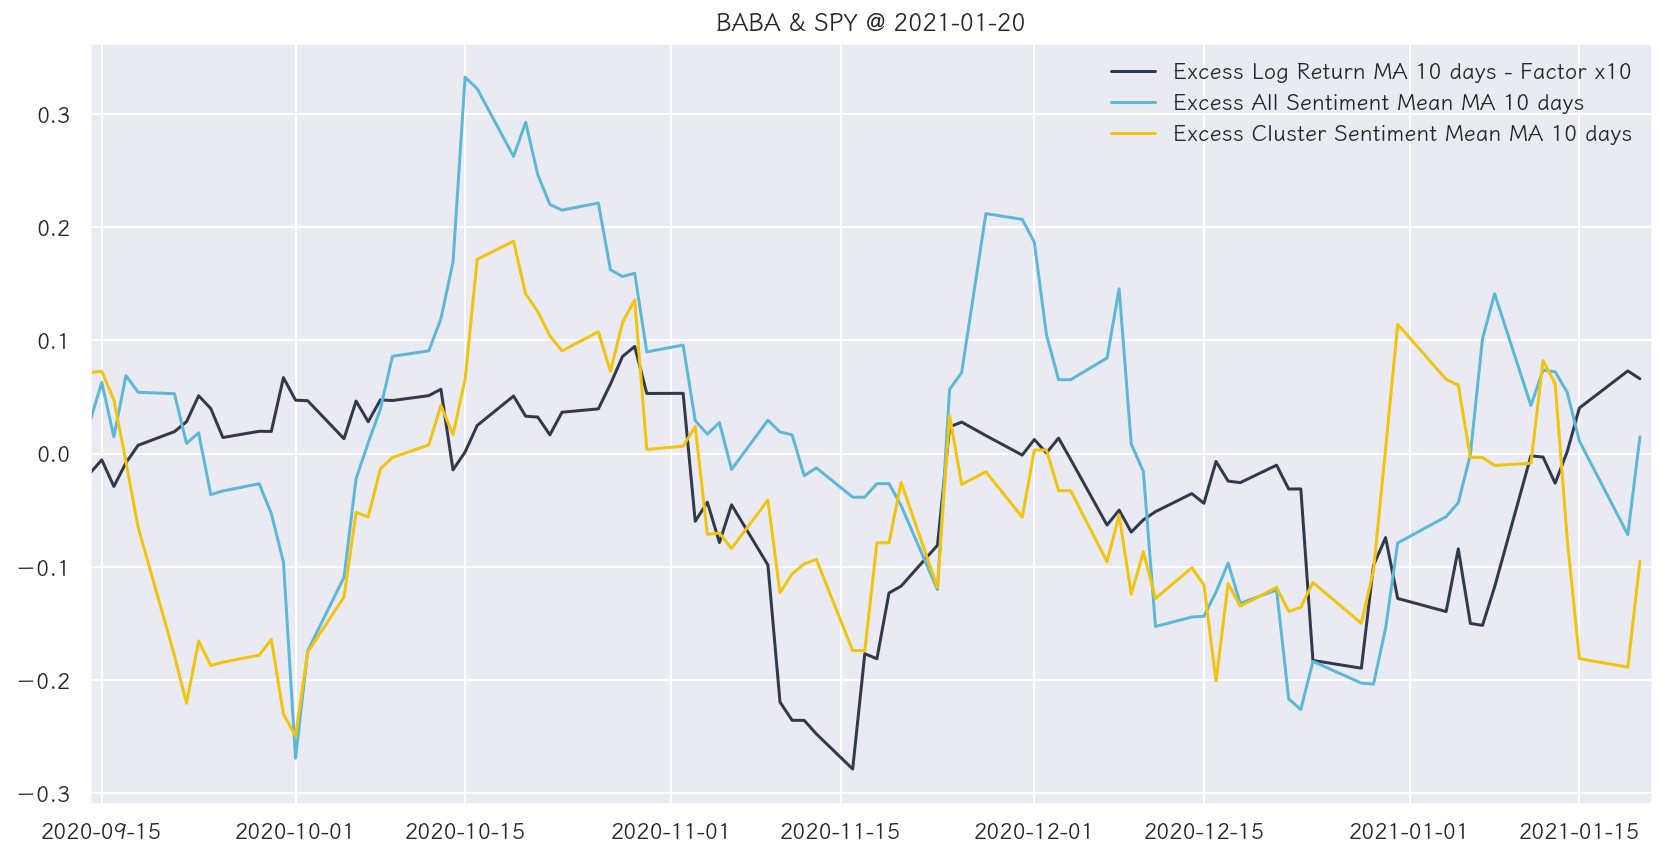 BABA & SPY @ 2021-01-20
Excess Log Return MA 10 days - Factor x10
Excess All Sentiment Mean MA 10 days
Excess Cluster Sentiment Mean MA 10 days
0.3
0.2
0.1
0.0
−0.1
−0.2
−0.3
2020-09-15 2020-10-01 2020-10-15 2020-11-01 2020-11-15 2020-12-01 2020-12-15 2021-01-01 2021-01-15